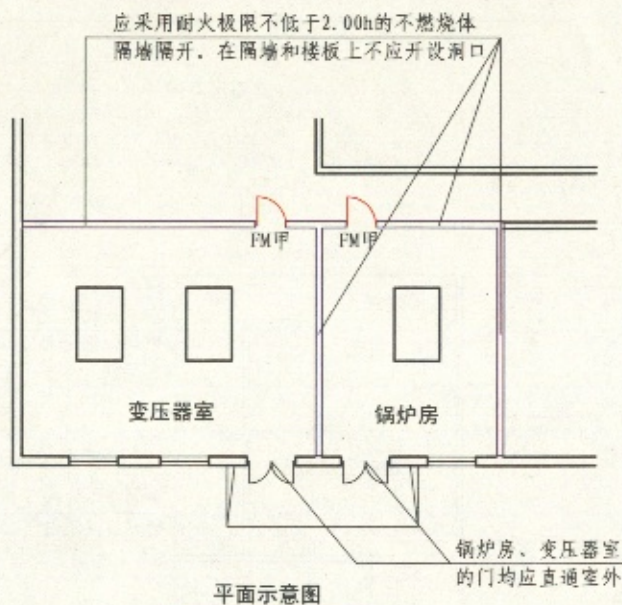 应采用耐火极限不低于2.00h的不燃烧体
隔墙隔开．在隔墙和楼板上不应开设洞口
FM甲
FM甲
变压器室
锅炉房
锅炉房、变压器室
的门均应直通室外
平面示意图